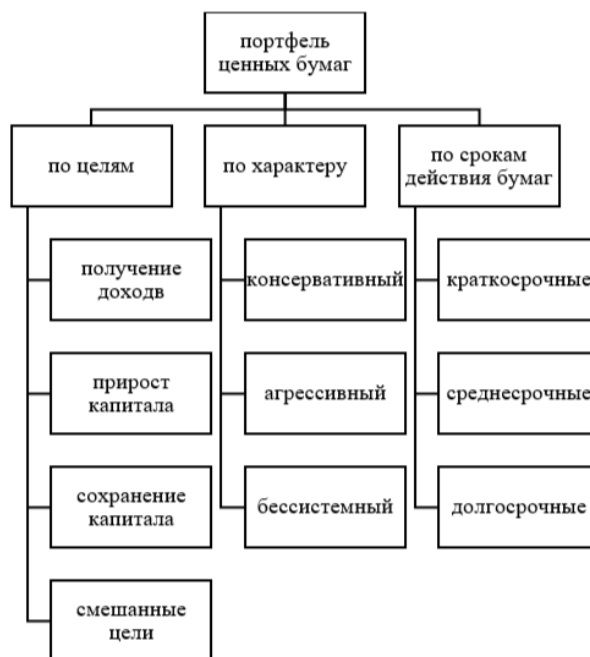 портфель
ценных бумаг
по целям
по характеру
по срокам
действия бумаг
получение
доходв
прирост
капитала
сохранение
капитала
смешанные
цели
консервативный
агрессивный
бессистемный
краткосрочные
среднесрочные
долгосрочные